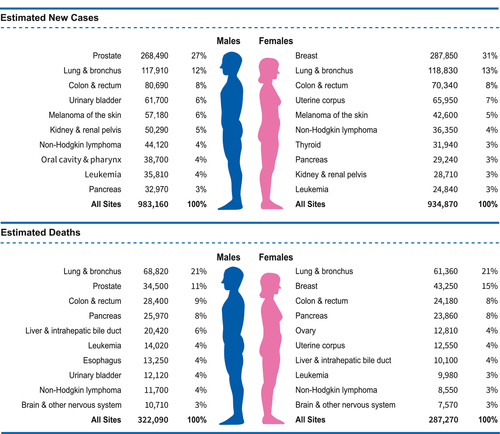 Estimated New Cases
Males Females
Prostate 268,490 27% Breast 287,850 31%
Lung & bronchus 117,910 12% Lung & bronchus 118,830 13%
Colon & rectum 80,690 8% Colon & rectum 70,340 8%
Urinary bladder 61,700 6% Uterine corpus 65,950 7%
Melanoma of the skin 57,180 6% Melanoma of the skin 42,600 5%
Kidney & renal pelvis 50,290 5% Non-Hodgkin lymphoma 36,350 4%
Non-Hodgkin lymphoma 44,120 4% Thyroid 31,940 3%
Oral cavity & pharynx 38,700 4% Pancreas 29,240 3%
Leukemia 35,810 4% Kidney & renal pelvis 28,710 3%
Pancreas 32,970 3% Leukemia 24,840 3%
All Sites 983,160 100% All Sites 934,870 100%
Estimated Deaths
Males Females
Lung & bronchus 68,820 21% Lung & bronchus 61,360 21%
Prostate 34,500 11% Breast 43,250 15%
Colon & rectum 28,400 9% Colon & rectum 24,180 8%
Pancreas 25,970 8% Pancreas 23,860 8%
Liver & intrahepatic bile duct 20,420 6% Ovary 12,810 4%
Leukemia 14,020 4% Uterine corpus 12,550 4%
Esophagus 13,250 4% Liver & intrahepatic bile duct 10,100 4%
Urinary bladder 12,120 4% Leukemia 9,980 3%
Non-Hodgkin lymphoma 11,700 4% Non-Hodgkin lymphoma 8,550 3%
Brain & other nervous system 10,710 3% Brain & other nervous system 7,570 3%
All Sites 322,090 100% All Sites 287,270 100%